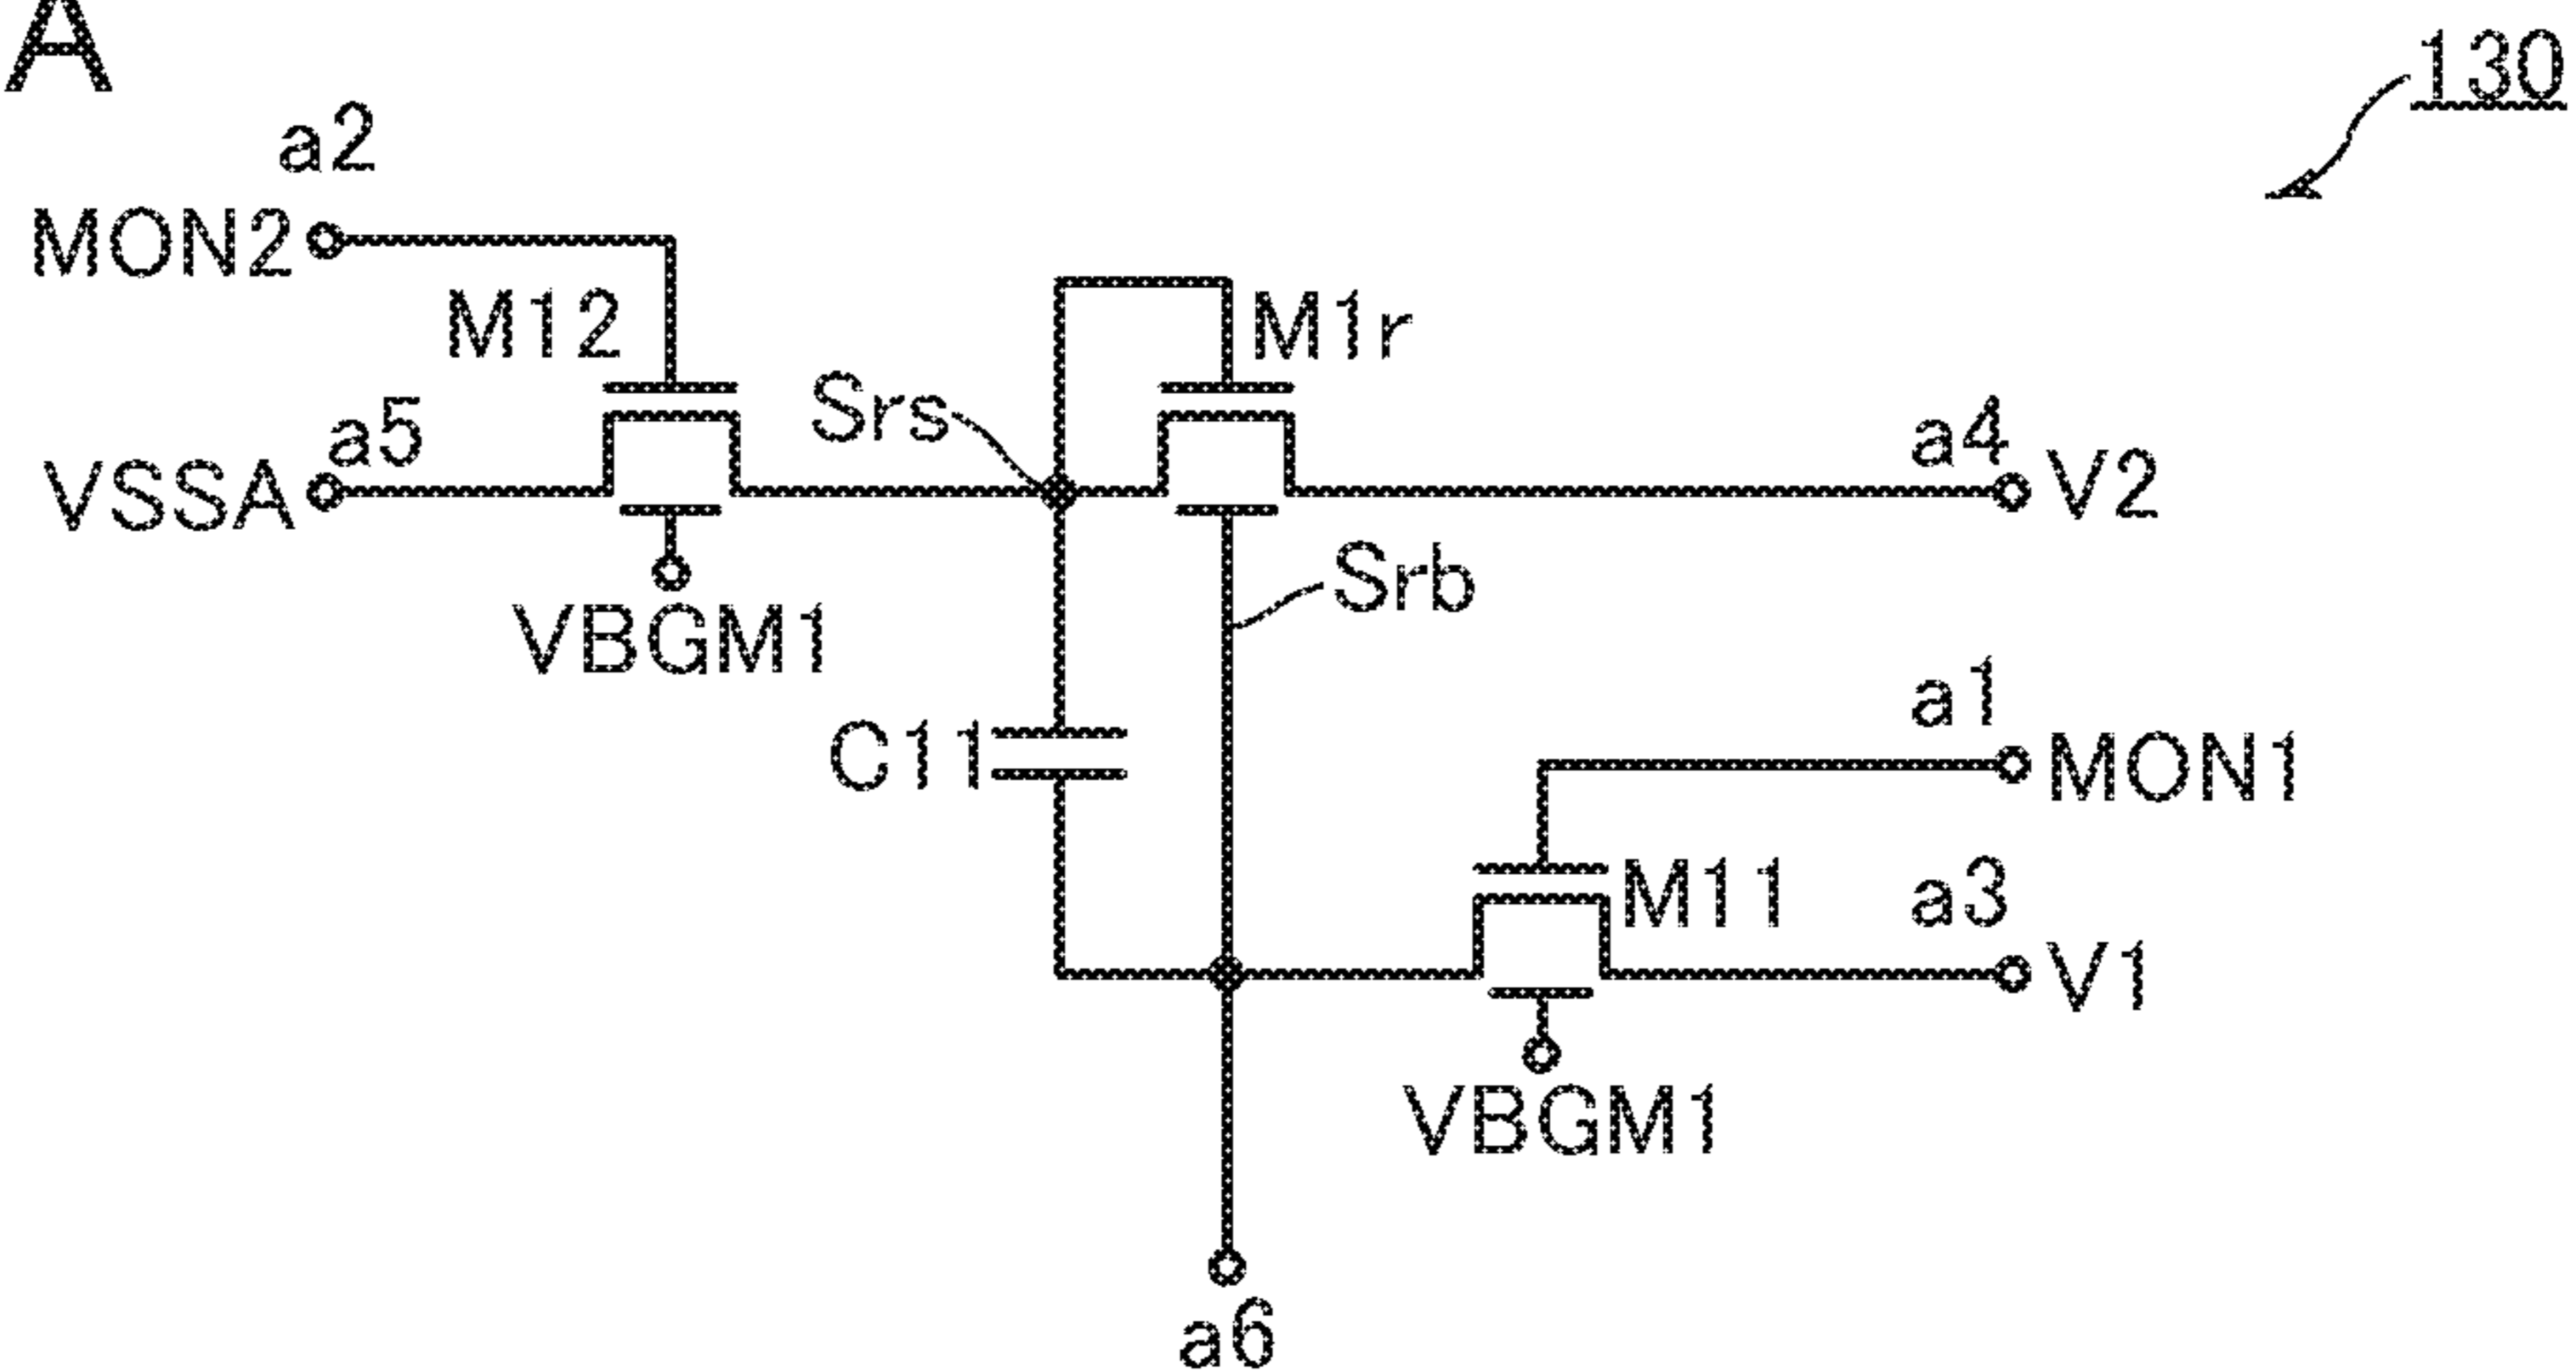 A
130
a2
MON2
M12
M1r
Srs
a5
a4
VSSA
V2
Srb
VBGM1
a1
C11
MON1
M11
a3
V1
VBGM1
a6